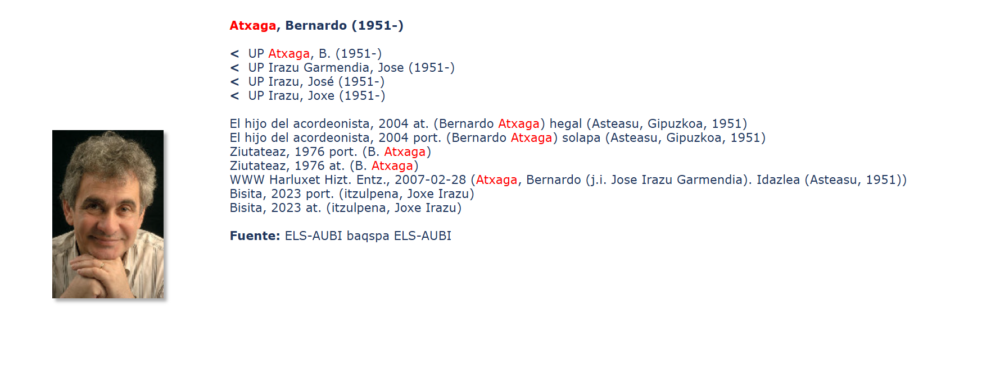 Atxaga, Bernardo (1951-)
< UP Atxaga, B. (1951-)
< UP Irazu Garmendia, Jose (1951-)
< UP Irazu, José (1951-)
< UP Irazu, Joxe (1951-)
El hijo del acordeonista, 2004 at. (Bernardo Atxaga) hegal (Asteasu, Gipuzkoa, 1951)
El hijo del acordeonista, 2004 port. (Bernardo Atxaga) solapa (Asteasu, Gipuzkoa, 1951)
Ziutateaz, 1976 port. (B. Atxaga)
Ziutateaz, 1976 at. (B. Atxaga)
WWW Harluxet Hizt. Entz., 2007-02-28 (Atxaga, Bernardo (j.i. Jose Irazu Garmendia). Idazlea (Asteasu, 1951))
Bisita, 2023 port. (itzulpena, Joxe Irazu)
Bisita, 2023 at. (itzulpena, Joxe Irazu)
Fuente: ELS-AUBI baqspa ELS-AUBI